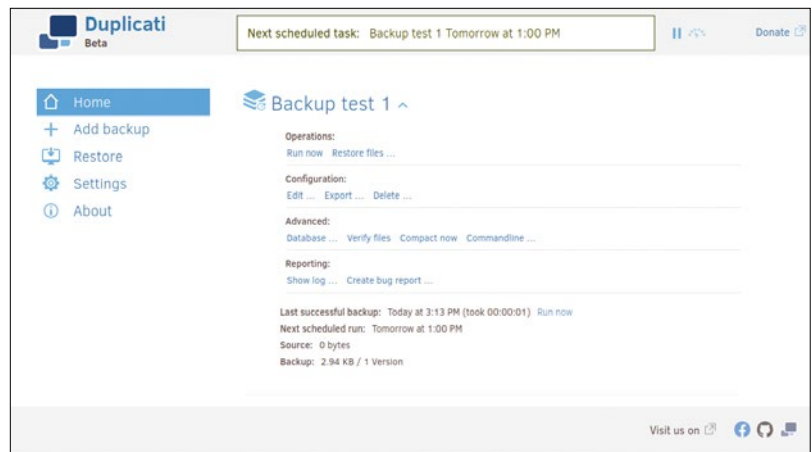 Duplicati
Beta
Next scheduled task: Backup test 1 Tomorrow at 1:00 PM
Donate
Home
Add backup
Restore
Settings
About
Backup test 1
Operations:
Run now Restore files ...
Configuration:
Edit ... Export ... Delete ...
Advanced:
Database ... Verify files Compact now Commandline ...
Reporting:
Show log ... Create bug report ...
Last successful backup: Today at 3:13 PM (took 00:00:01) Run now
Next scheduled run: Tomorrow at 1:00 PM
Source: 0 bytes
Backup: 2.94 KB / 1 Version
Visit us on